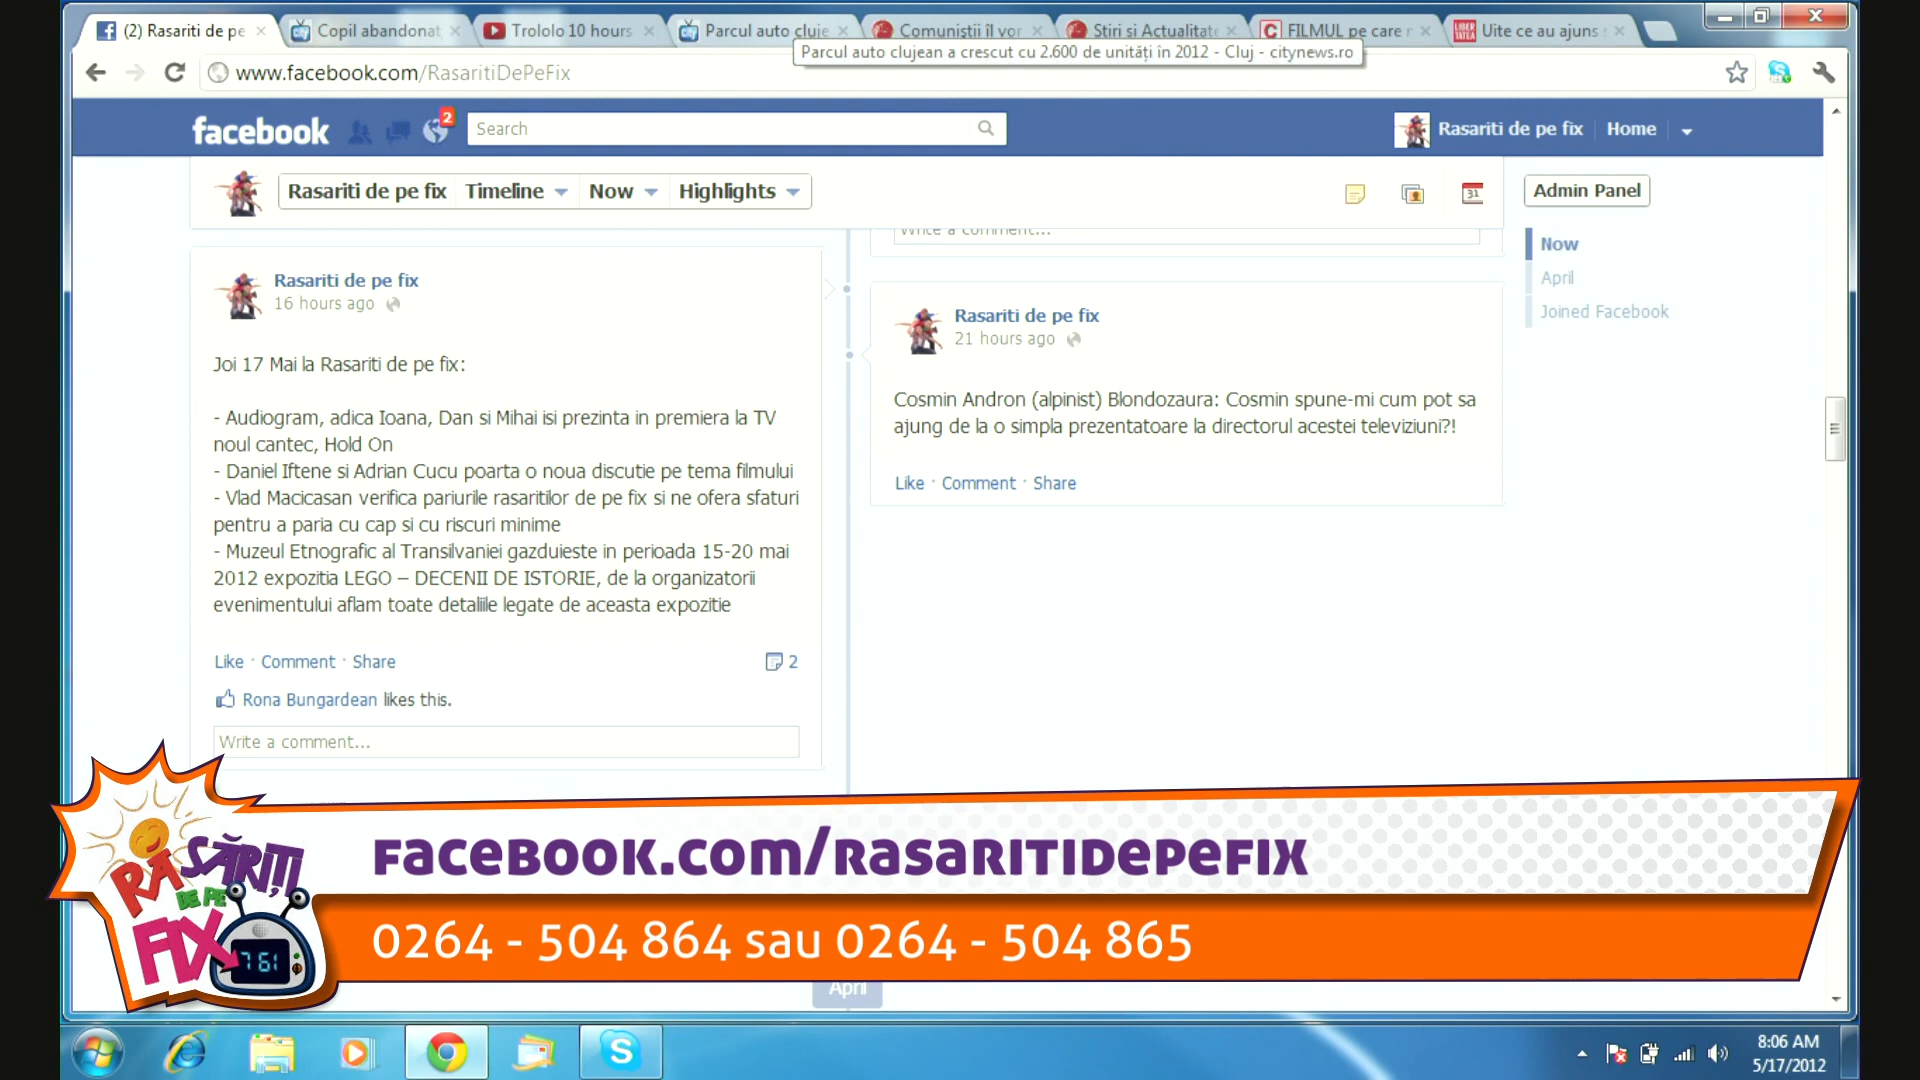 (2) Rasariti de pe
Copil abandonat
Trololo 10 hours
Parcul auto cluje
Comuniștii îl vor
Stiri si Actualitate
FILMUL pe care r
Uite ce au ajuns
Parcul auto clujean a crescut cu 2.600 de unități în 2012 - Cluj - citynews.ro
www.facebook.com/RasaritiDePeFix
facebook
2
Search
Rasariti de pe fix
Home
Rasariti de pe fix
Timeline
Now
Highlights
31
Admin Panel
Now
April
Joined Facebook
Write a comment...
Rasariti de pe fix
16 hours ago
Joi 17 Mai la Rasariti de pe fix:
- Audiogram, adica Ioana, Dan si Mihai isi prezinta in premiera la TV
noul cantec, Hold On
- Daniel Iftene si Adrian Cucu poarta o noua discutie pe tema filmului
- Vlad Macicasan verifica pariurile rasaritilor de pe fix si ne ofera sfaturi
pentru a paria cu cap si cu riscuri minime
- Muzeul Etnografic al Transilvaniei gazduieste in perioada 15-20 mai
2012 expozitia LEGO – DECENII DE ISTORIE, de la organizatorii
evenimentului aflam toate detaliile legate de aceasta expozitie
Like · Comment · Share
2
Rona Bungardean likes this.
Write a comment...
Rasariti de pe fix
21 hours ago
Cosmin Andron (alpinist) Blondozaura: Cosmin spune-mi cum pot sa
ajung de la o simpla prezentatoare la directorul acestei televiziuni?!
Like · Comment · Share
RĂSĂRIȚI
DE PE
FIX
7 61
FACEBOOK.COM/RASARITIDEPEFIX
0264 - 504 864 sau 0264 - 504 865
April
8:06 AM
5/17/2012